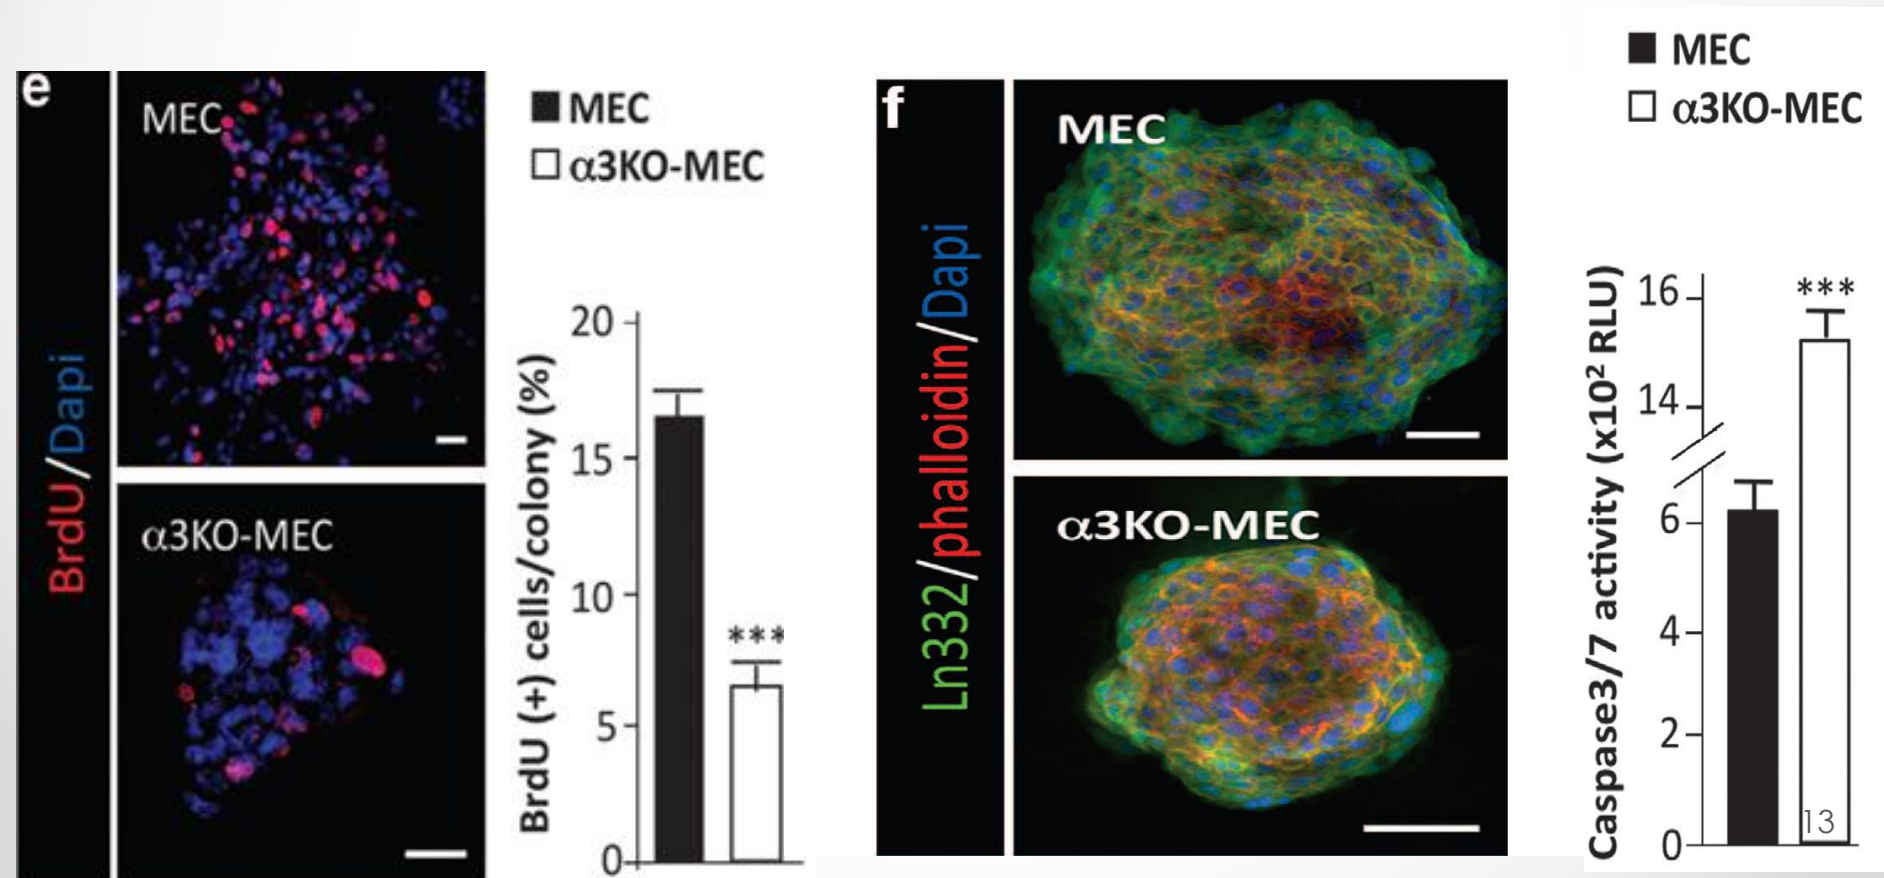 e
BrdU/Dapi
MEC
α3KO-MEC
MEC
α3KO-MEC
BrdU (+) cells/colony (%)
20
15
10
5
0
***
f
Ln332/phalloidin/Dapi
MEC
α3KO-MEC
MEC
α3KO-MEC
Caspase3/7 activity (x10² RLU)
16
14
6
4
2
0
***
13